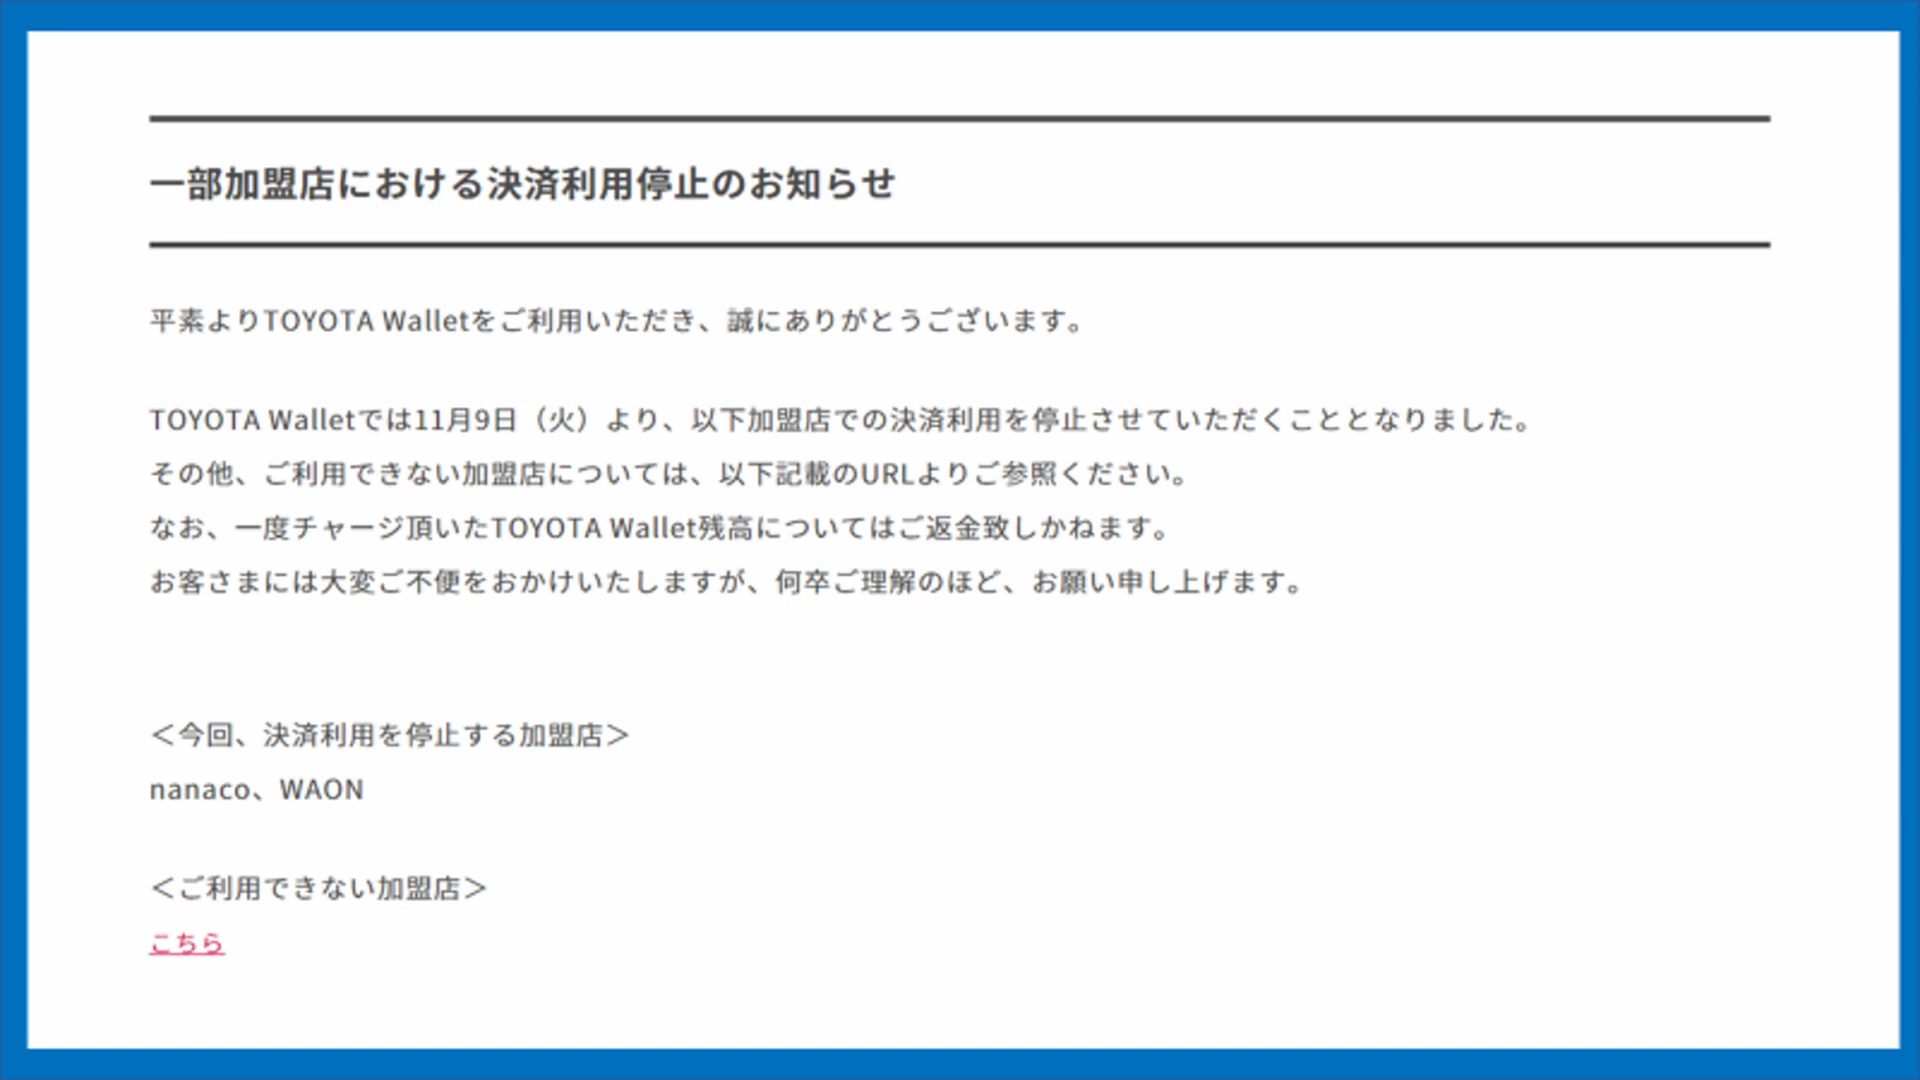 一部加盟店における決済利用停止のお知らせ
平素よりTOYOTA Walletをご利用いただき、誠にありがとうございます。
TOYOTA Walletでは11月9日（火）より、以下加盟店での決済利用を停止させていただくこととなりました。
その他、ご利用できない加盟店については、以下記載のURLよりご参照ください。
なお、一度チャージ頂いたTOYOTA Wallet残高についてはご返金致しかねます。
お客さまには大変ご不便をおかけいたしますが、何卒ご理解のほど、お願い申し上げます。
＜今回、決済利用を停止する加盟店＞
nanaco、WAON
＜ご利用できない加盟店＞
こちら